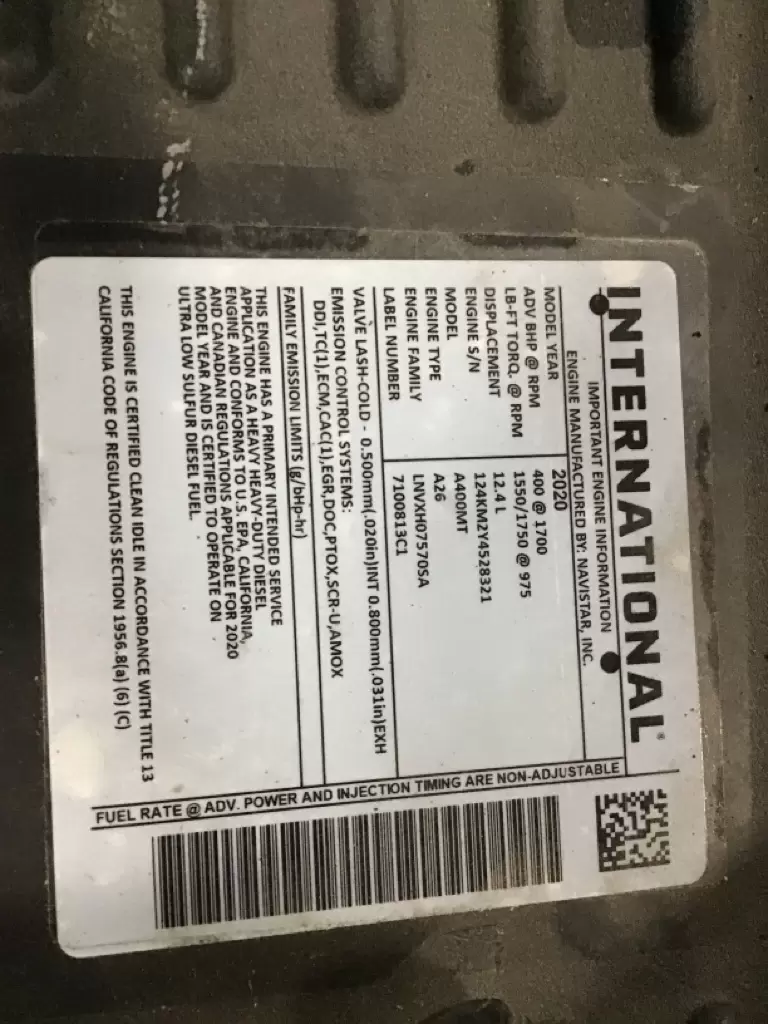 INTERNATIONAL®
IMPORTANT ENGINE INFORMATION
ENGINE MANUFACTURED BY: NAVISTAR, INC.
MODEL YEAR 2020
ADV BHP @ RPM 400 @ 1700
LB-FT TORQ. @ RPM 1550/1750 @ 975
DISPLACEMENT 12.4 L
ENGINE S/N 124KM2Y4528321
MODEL A400MT
ENGINE TYPE A26
ENGINE FAMILY LNVXH07570SA
LABEL NUMBER 7100813C1
VALVE LASH-COLD - 0.500mm(.020in)INT 0.800mm(.031in)EXH
EMISSION CONTROL SYSTEMS:
DDI,TC(1),ECM,CAC(1),EGR,DOC,PTOX,SCR-U,AMOX
FAMILY EMISSION LIMITS (g/bHp-hr)
THIS ENGINE HAS A PRIMARY INTENDED SERVICE
APPLICATION AS A HEAVY HEAVY-DUTY DIESEL
ENGINE AND CONFORMS TO U.S. EPA, CALIFORNIA,
AND CANADIAN REGULATIONS APPLICABLE FOR 2020
MODEL YEAR AND IS CERTIFIED TO OPERATE ON
ULTRA LOW SULFUR DIESEL FUEL.
THIS ENGINE IS CERTIFIED CLEAN IDLE IN ACCORDANCE WITH TITLE 13
CALIFORNIA CODE OF REGULATIONS SECTION 1956.8(a) (6) (C)
FUEL RATE @ ADV. POWER AND INJECTION TIMING ARE NON-ADJUSTABLE